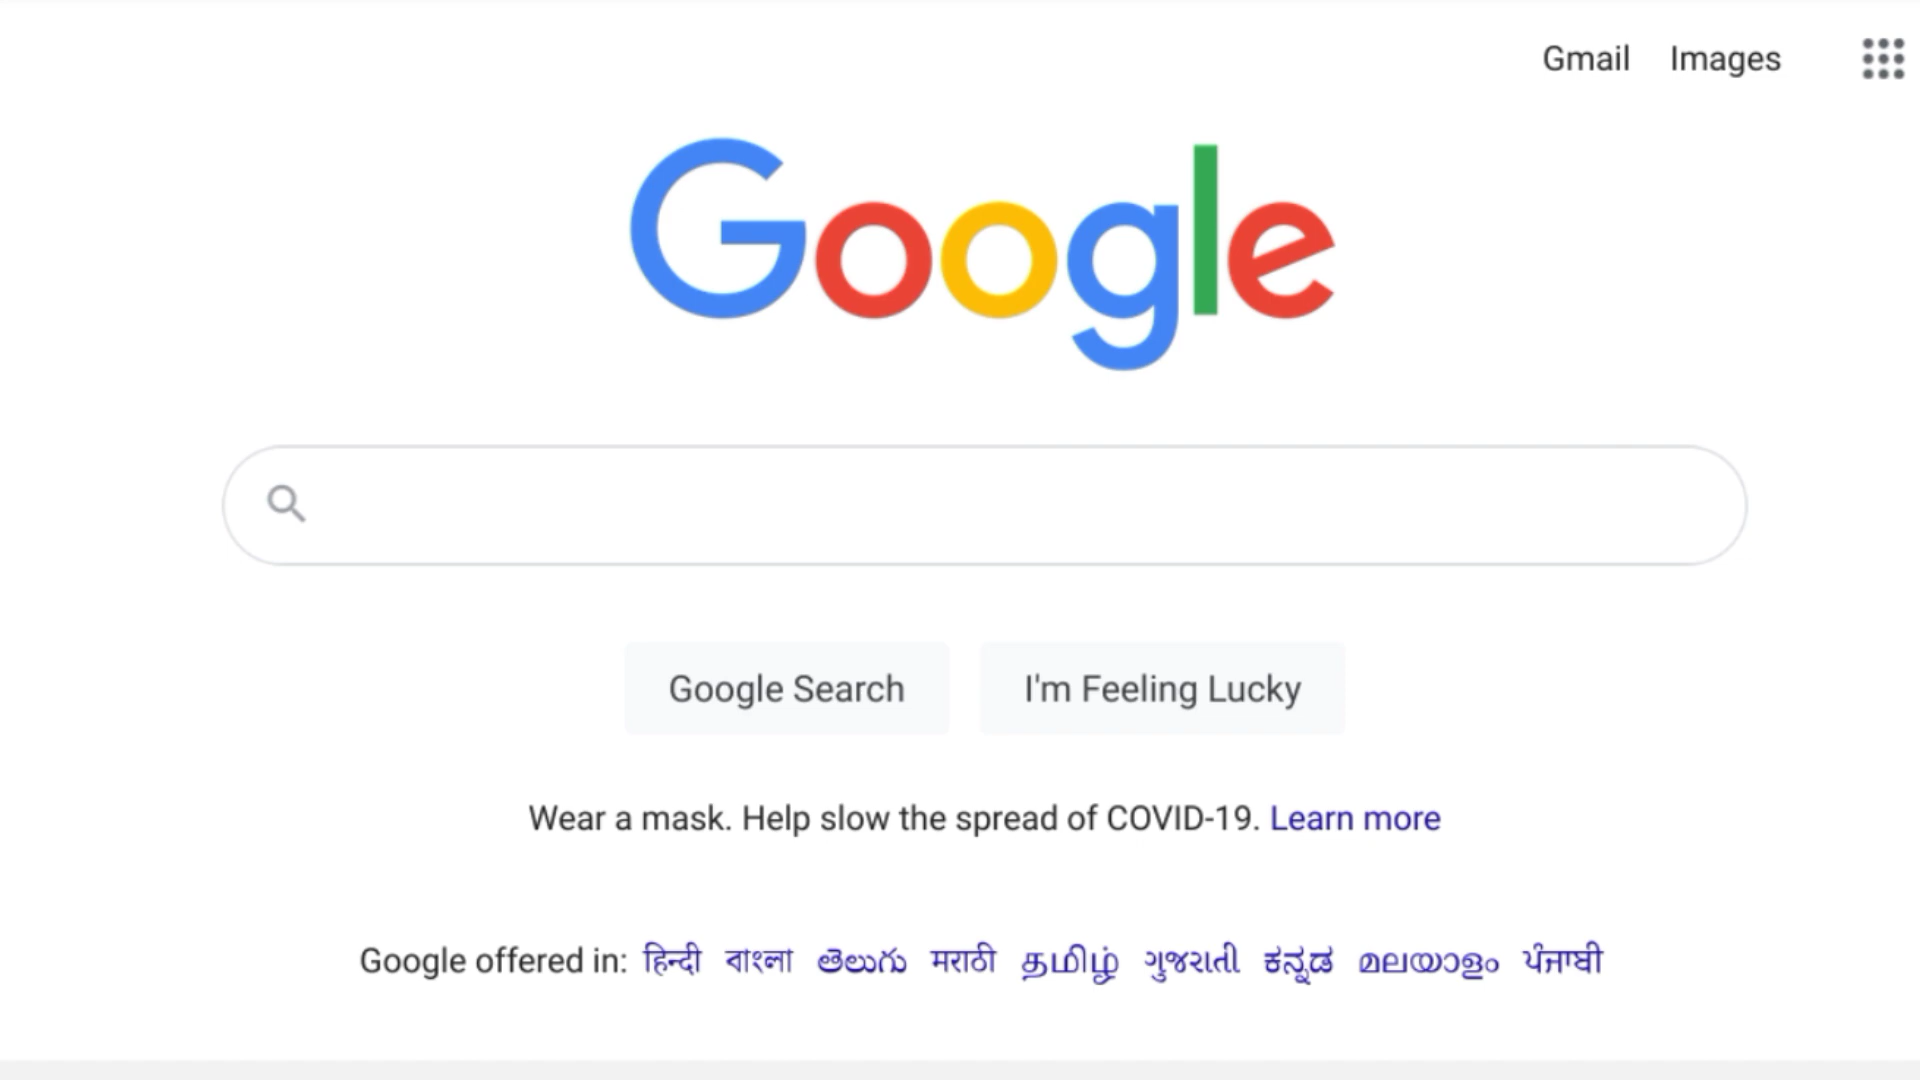 Gmail Images
Google
Google Search I'm Feeling Lucky
Wear a mask. Help slow the spread of COVID-19. Learn more
Google offered in: हिन्दी বাংলা తెలుగు मराठी தமிழ் ગુજરાતી ಕನ್ನಡ മലയാളം ਪੰਜਾਬੀ